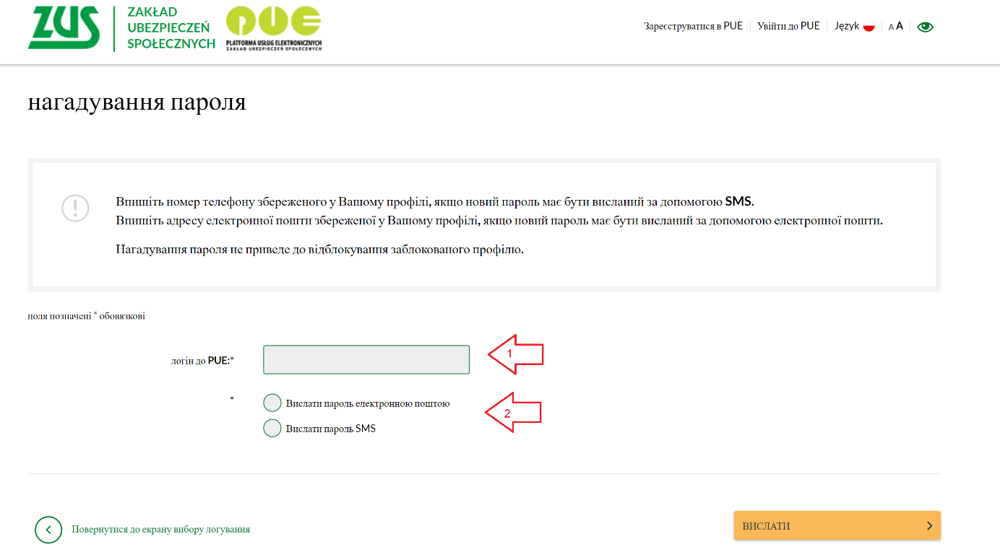 ZUS
ZAKŁAD
UBEZPIECZEŃ
SPOŁECZNYCH
PUE
PLATFORMA USŁUG ELEKTRONICZNYCH
ZAKŁAD UBEZPIECZEŃ SPOŁECZNYCH
Зареєструватися в PUE
Увійти до PUE
Język
A A
нагадування пароля
Впишіть номер телефону збереженого у Вашому профілі, якщо новий пароль має бути висланий за допомогою SMS.
Впишіть адресу електронної пошти збереженої у Вашому профілі, якщо новий пароль має бути висланий за допомогою електронної пошти.
Нагадування пароля не приведе до відблокування заблокованого профілю.
поля позначені * обовязкові
логін до PUE:*
1
*
Вислати пароль електронною поштою
2
Вислати пароль SMS
Повернутися до екрану вибору логування
ВИСЛАТИ